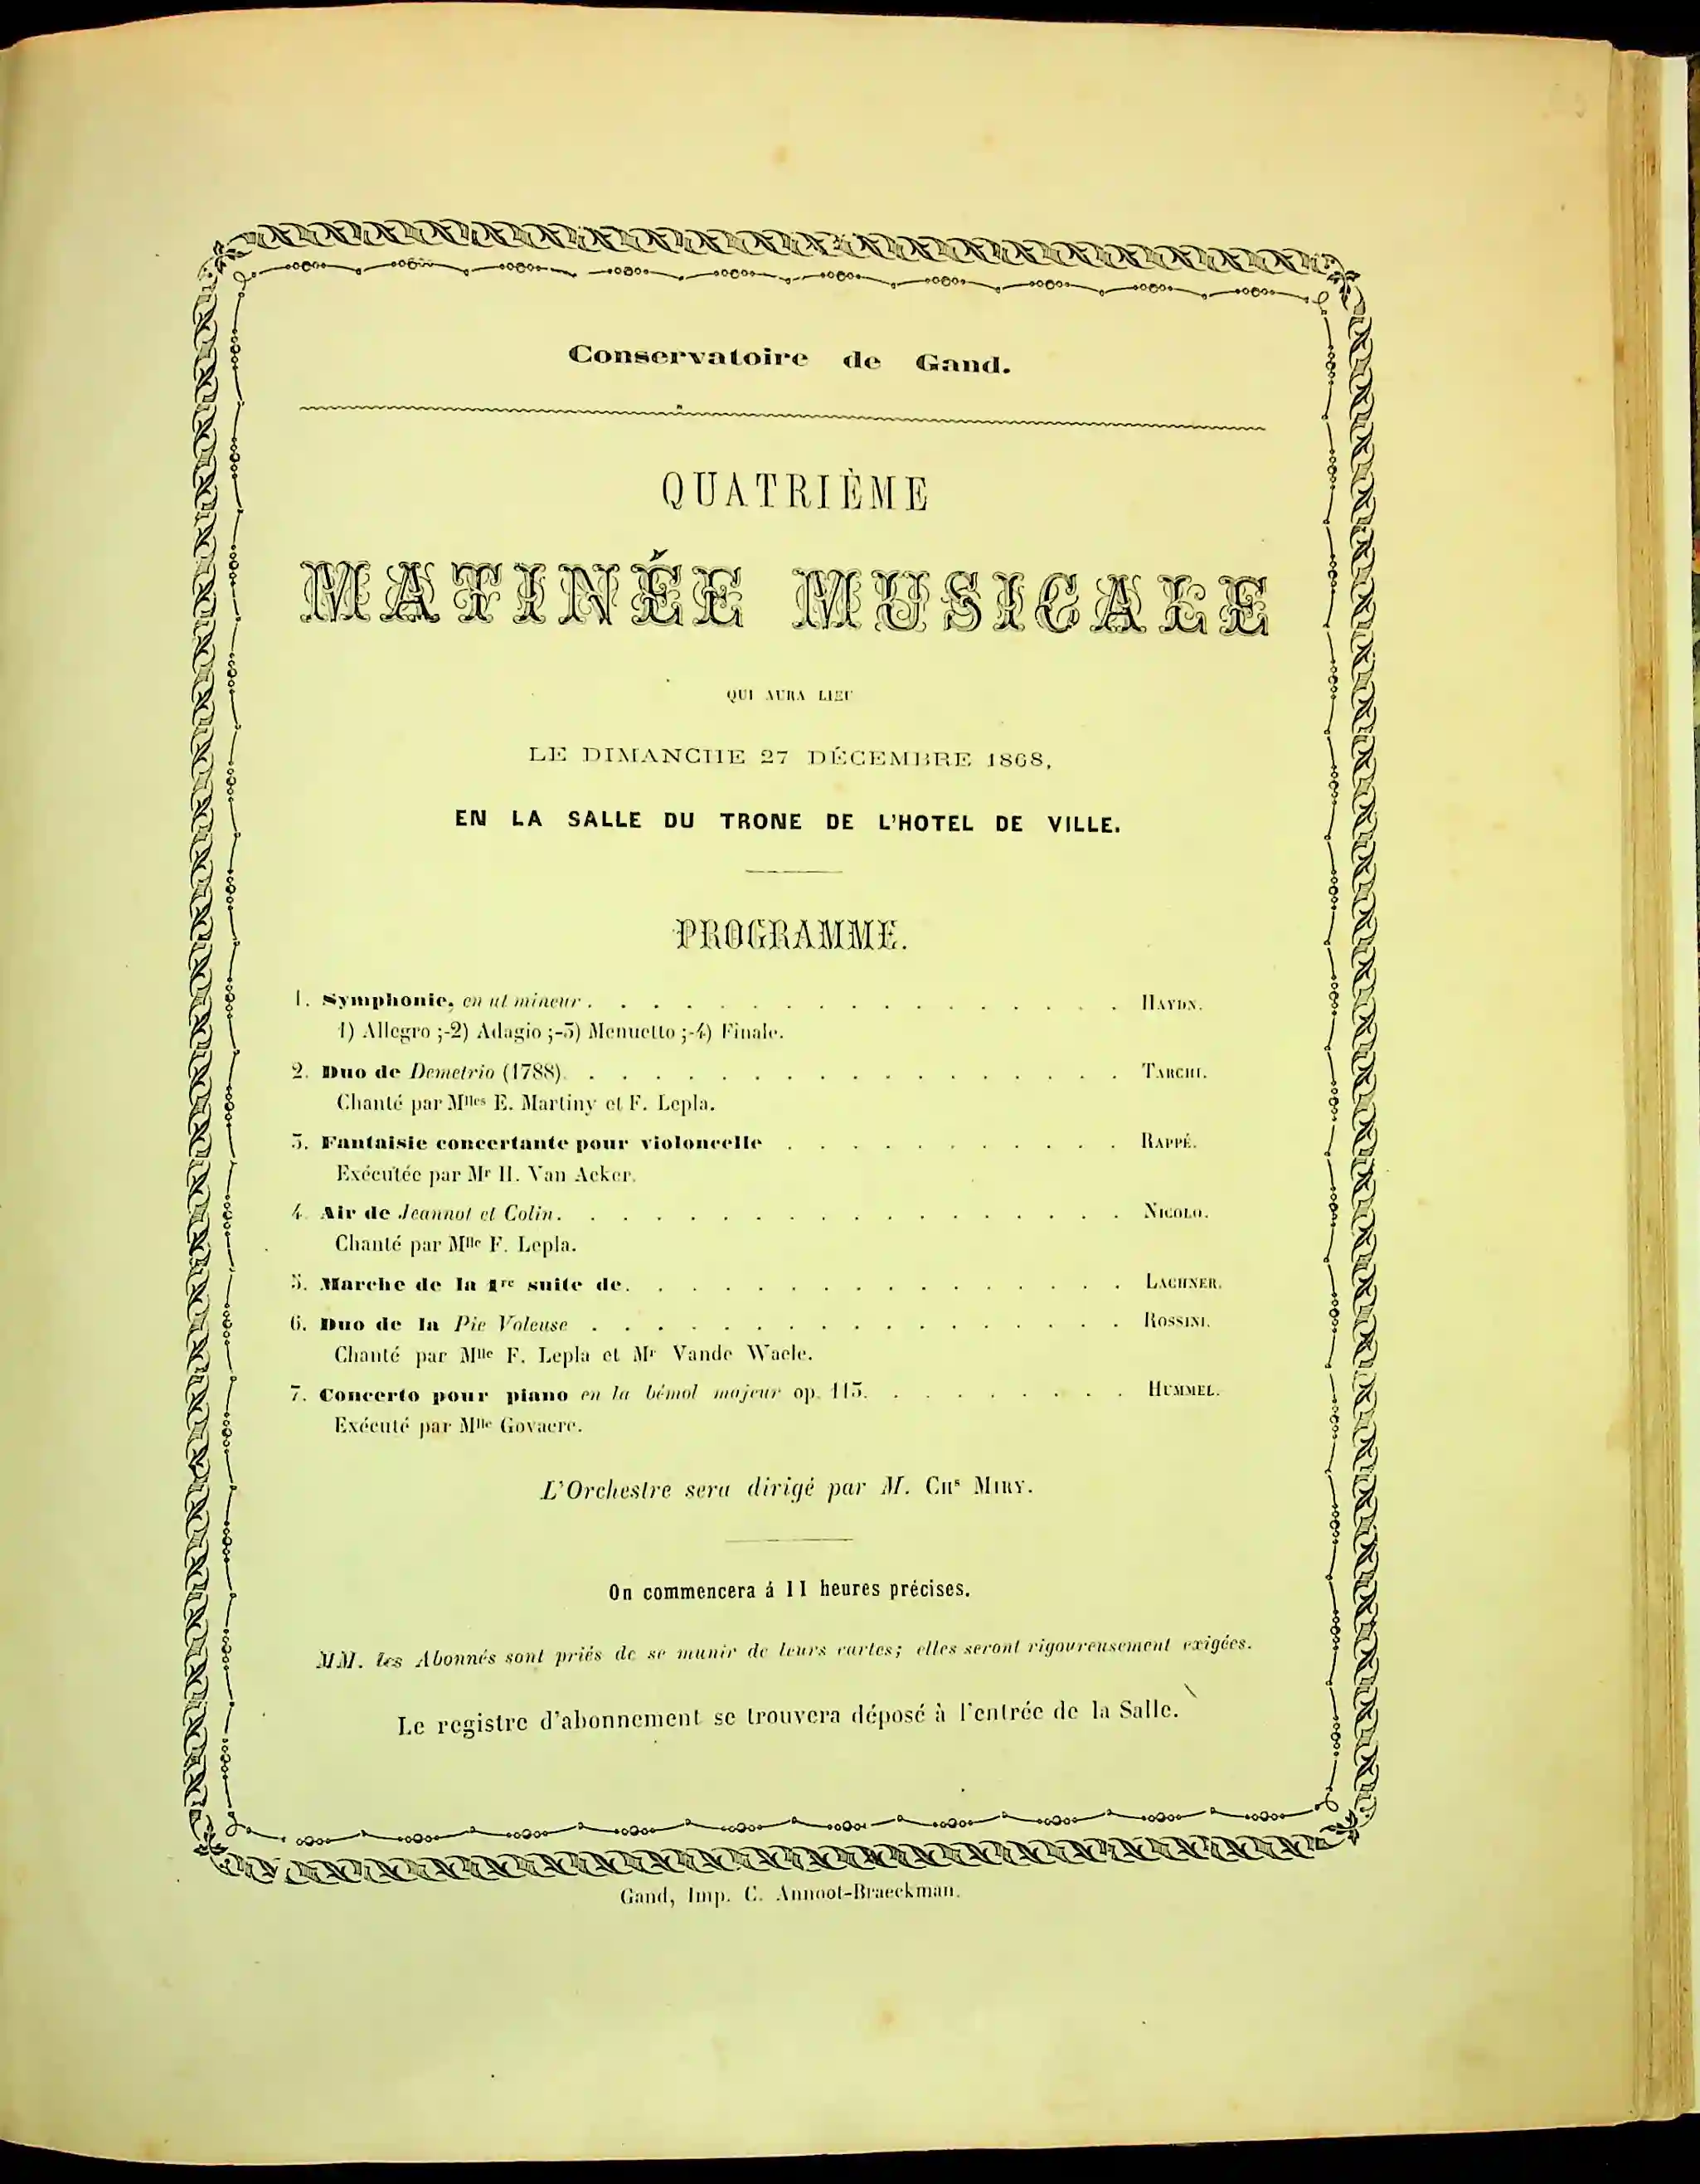 Conservatoire de Gand.
QUATRIÈME
MATINÉE MUSICALE
QUI AURA LIEU
LE DIMANCHE 27 DÉCEMBRE 1868,
EN LA SALLE DU TRONE DE L'HOTEL DE VILLE.
PROGRAMME.
1. Symphonie, en ut mineur . . . . . . . . . . . . . . . . . HAYDN.
1) Allegro ;-2) Adagio ;-3) Menuetto ;-4) Finale.
2. Duo de Demetrio (1788) . . . . . . . . . . . . . . . . . TARCHI.
Chanté par Mlles E. Martiny et F. Lepla.
3. Fantaisie concertante pour violoncelle . . . . . . . . . . . RAPPÉ.
Exécutée par Mr H. Van Acker.
4. Air de Jeannot et Colin . . . . . . . . . . . . . . . . . . NICOLO.
Chanté par Mlle F. Lepla.
5. Marche de la 1re suite de . . . . . . . . . . . . . . . . LACHNER.
6. Duo de la Pie Voleuse . . . . . . . . . . . . . . . . . ROSSINI.
Chanté par Mlle F. Lepla et Mr Vande Waele.
7. Concerto pour piano en la bémol majeur op. 113. . . . . . . . . HUMMEL.
Exécuté par Mlle Govaere.
L'Orchestre sera dirigé par M. CHs MIRY.
On commencera á 11 heures précises.
MM. les Abonnés sont priés de se munir de leurs cartes; elles seront rigoureusement exigées.
Le registre d'abonnement se trouvera déposé à l'entrée de la Salle.
Gand, Imp. C. Annoot-Braeckman.